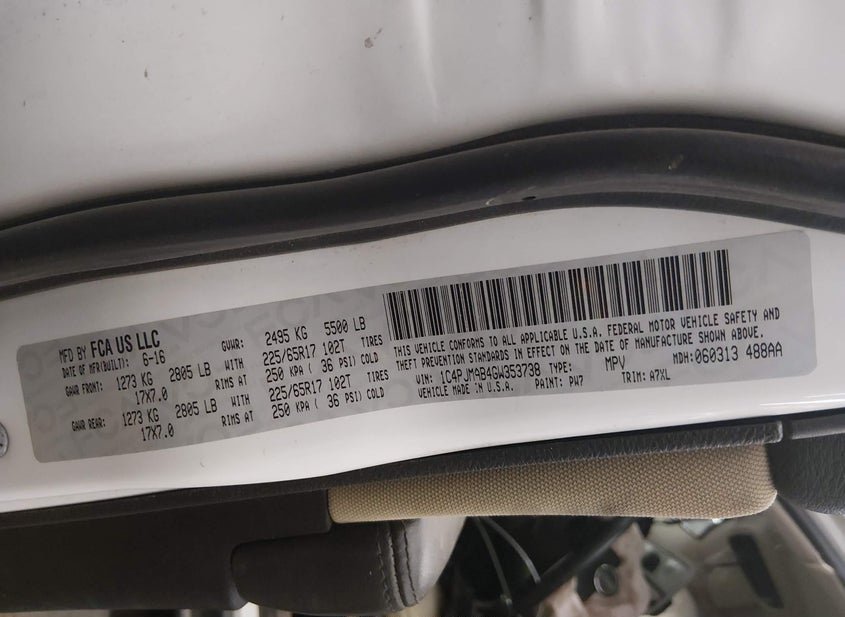 MFD BY FCA US LLC
DATE OF MFR(BUILT): 6-16 GVWR: 2495 KG 5500 LB
GAWR FRONT: 1273 KG 2805 LB WITH 225/65R17 102T TIRES
17X7.0 RIMS AT 250 KPA ( 36 PSI) COLD
GAWR REAR: 1273 KG 2805 LB WITH 225/65R17 102T TIRES
17X7.0 RIMS AT 250 KPA ( 36 PSI) COLD
THIS VEHICLE CONFORMS TO ALL APPLICABLE U.S.A. FEDERAL MOTOR VEHICLE SAFETY AND
THEFT PREVENTION STANDARDS IN EFFECT ON THE DATE OF MANUFACTURE SHOWN ABOVE.
VIN: 1C4PJMAB4GW353738 TYPE: MPV MDH:060313 488AA
VEHICLE MADE IN U.S.A. PAINT: PW7 TRIM: A7XL